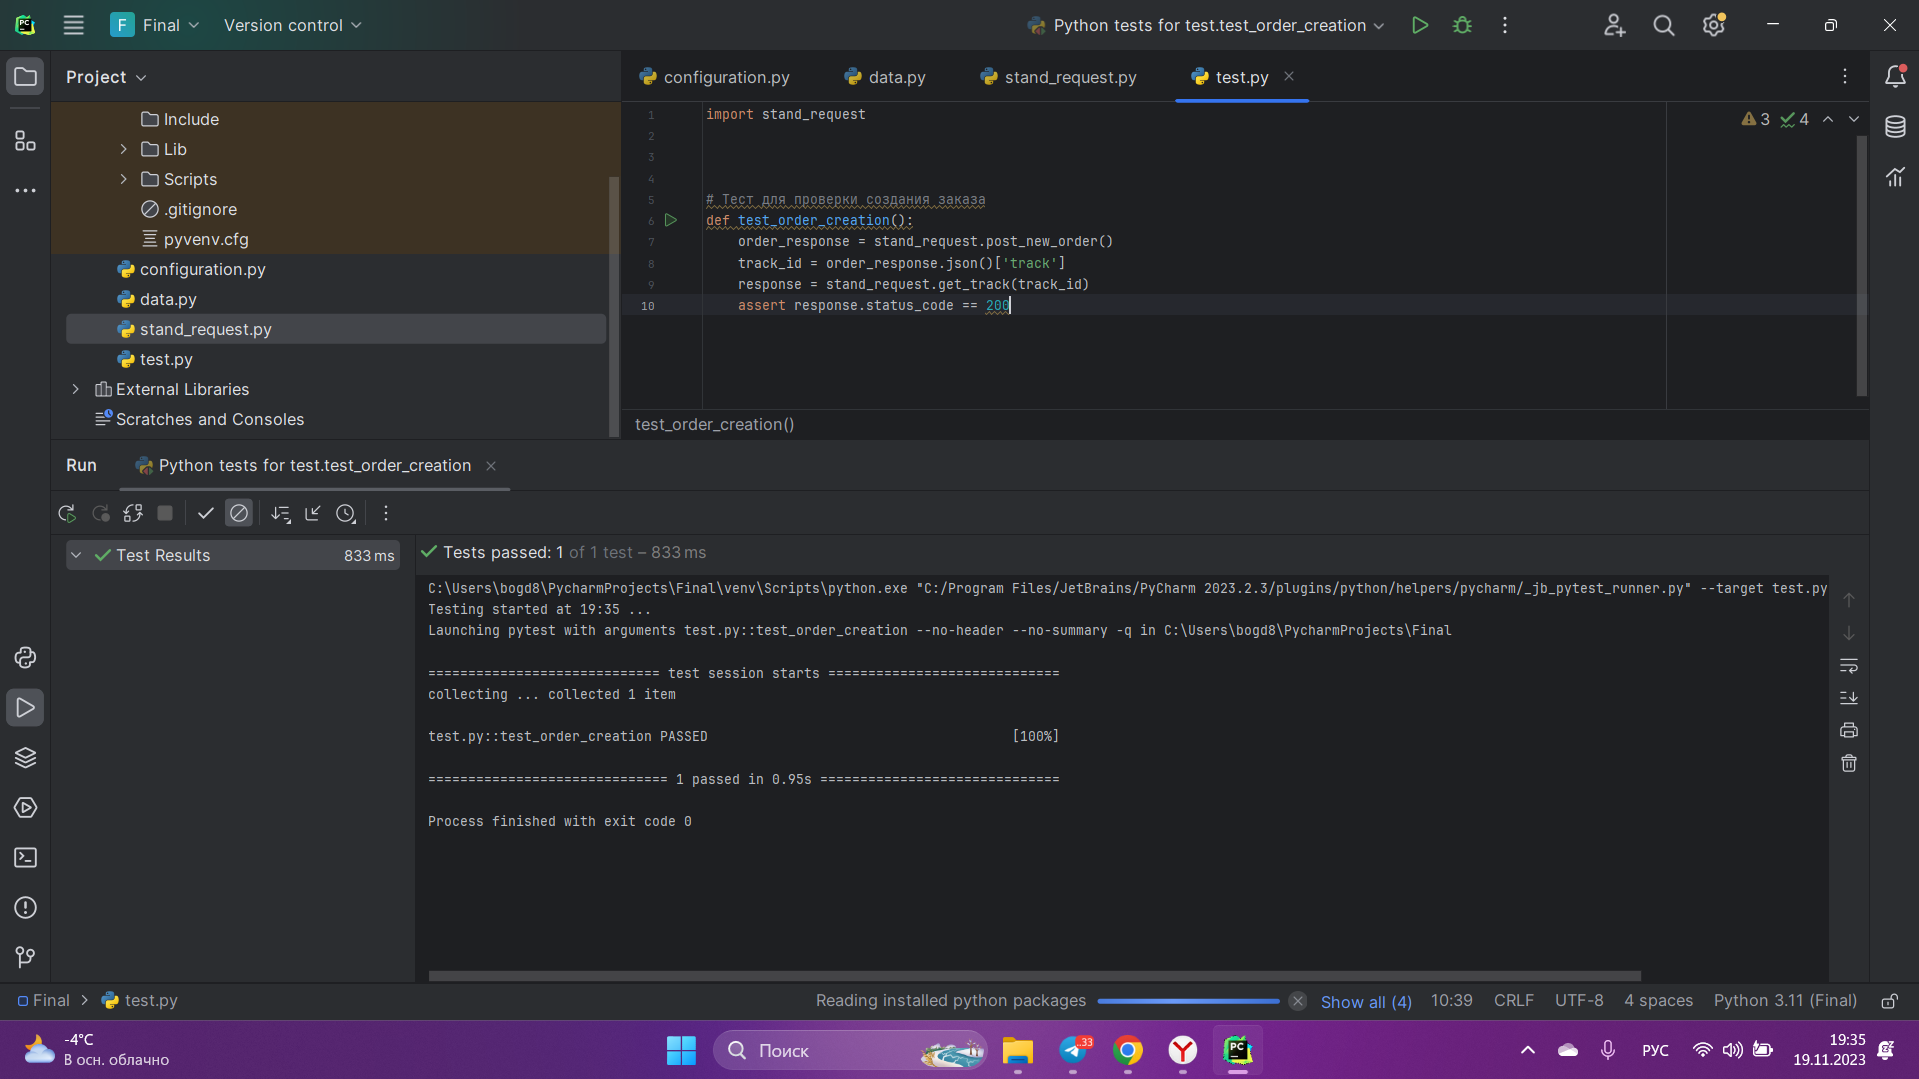 F Final Version control Python tests for test.test_order_creation
Project
configuration.py data.py stand_request.py test.py
Include
Lib
Scripts
.gitignore
pyvenv.cfg
configuration.py
data.py
stand_request.py
test.py
External Libraries
Scratches and Consoles
3 4
1 import stand_request
2
3
4
5 # Тест для проверки создания заказа
6 def test_order_creation():
7 order_response = stand_request.post_new_order()
8 track_id = order_response.json()['track']
9 response = stand_request.get_track(track_id)
10 assert response.status_code == 200
test_order_creation()
Run Python tests for test.test_order_creation
Test Results 833 ms
Tests passed: 1 of 1 test – 833 ms
C:\Users\bogd8\PycharmProjects\Final\venv\Scripts\python.exe "C:/Program Files/JetBrains/PyCharm 2023.2.3/plugins/python/helpers/pycharm/_jb_pytest_runner.py" --target test.py
Testing started at 19:35 ...
Launching pytest with arguments test.py::test_order_creation --no-header --no-summary -q in C:\Users\bogd8\PycharmProjects\Final
============================= test session starts =============================
collecting ... collected 1 item
test.py::test_order_creation PASSED [100%]
============================== 1 passed in 0.95s ==============================
Process finished with exit code 0
Final test.py Reading installed python packages Show all (4) 10:39 CRLF UTF-8 4 spaces Python 3.11 (Final)
-4°C
В осн. облачно
Поиск
PC
33
РУС
19:35
19.11.2023